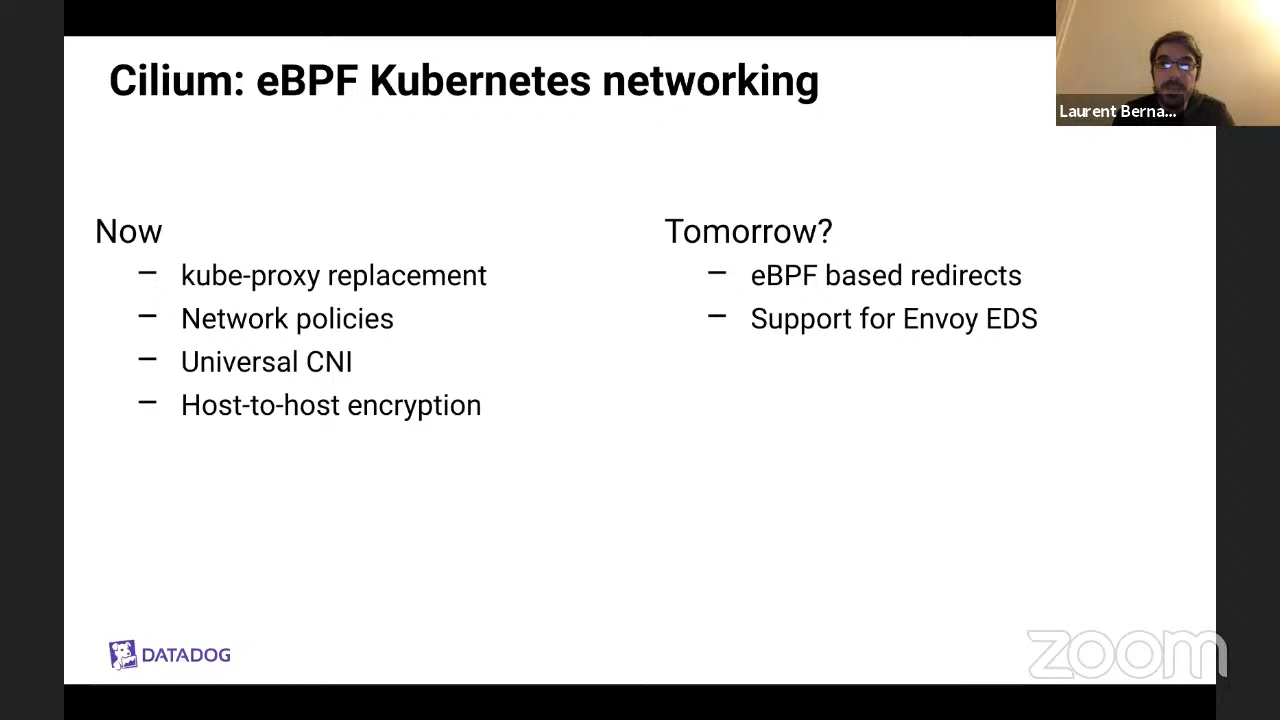 Cilium: eBPF Kubernetes networking
Laurent Berna...
Now
– kube-proxy replacement
– Network policies
– Universal CNI
– Host-to-host encryption
Tomorrow?
– eBPF based redirects
– Support for Envoy EDS
DATADOG
zoom